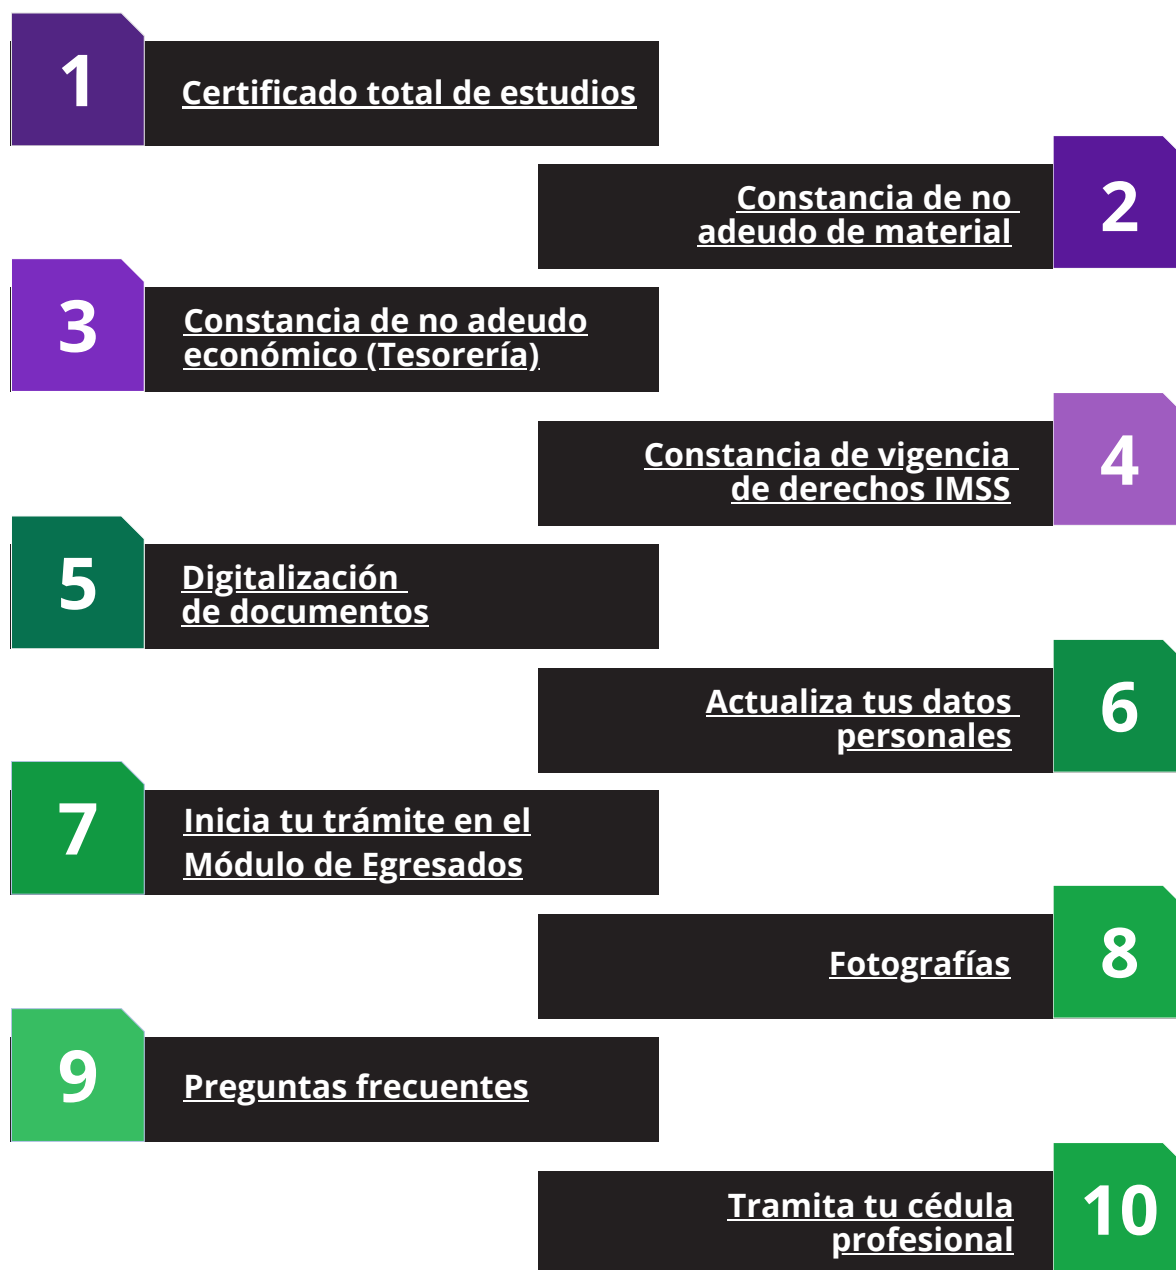 1
Certificado total de estudios
2
Constancia de no
adeudo de material
3
Constancia de no adeudo
económico (Tesorería)
4
Constancia de vigencia
de derechos IMSS
5
Digitalización
de documentos
6
Actualiza tus datos
personales
7
Inicia tu trámite en el
Módulo de Egresados
8
Fotografías
9
Preguntas frecuentes
10
Tramita tu cédula
profesional